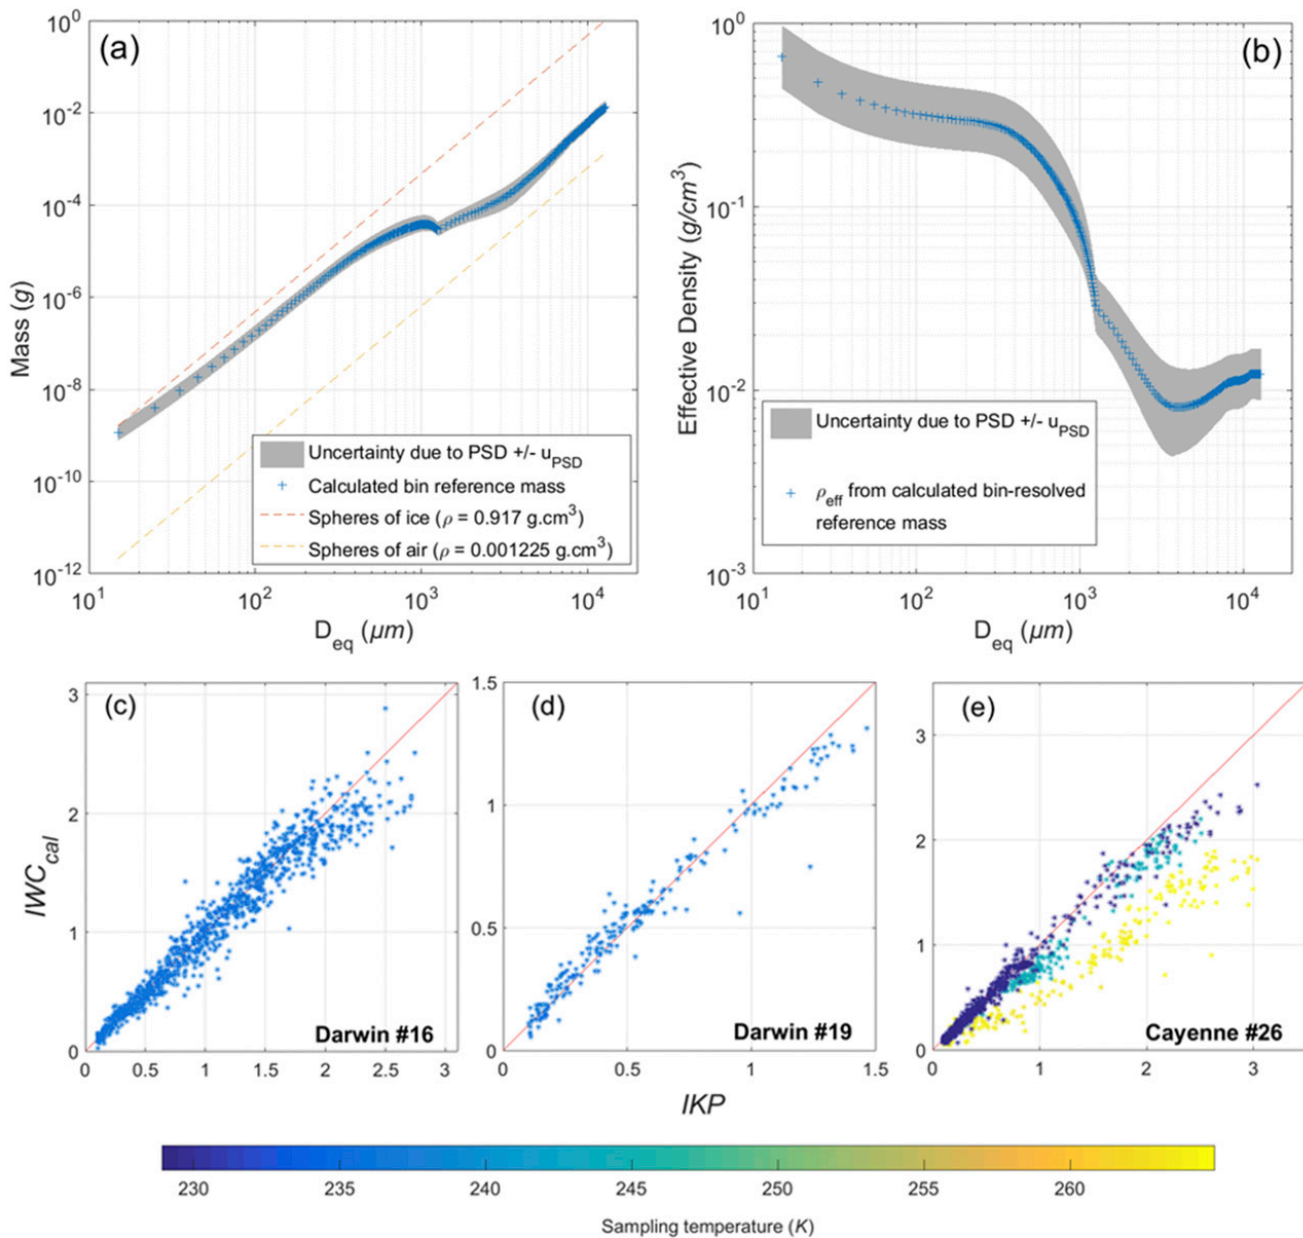 (a)
10^0
10^-2
10^-4
10^-6
10^-8
10^-10
10^-12
Mass (g)
10^1
10^2
10^3
10^4
D_eq (μm)
Uncertainty due to PSD +/- u_PSD
Calculated bin reference mass
Spheres of ice (ρ = 0.917 g.cm^3)
Spheres of air (ρ = 0.001225 g.cm^3)
(b)
10^0
10^-1
10^-2
10^-3
Effective Density (g/cm^3)
10^1
10^2
10^3
10^4
D_eq (μm)
Uncertainty due to PSD +/- u_PSD
ρ_eff from calculated bin-resolved
reference mass
(c)
3
2
1
0
IWC_cal
0
0.5
1
1.5
2
2.5
3
Darwin #16
(d)
1.5
1
0.5
0
0
0.5
1
1.5
Darwin #19
IKP
(e)
3
2
1
0
0
1
2
3
Cayenne #26
230
235
240
245
250
255
260
Sampling temperature (K)